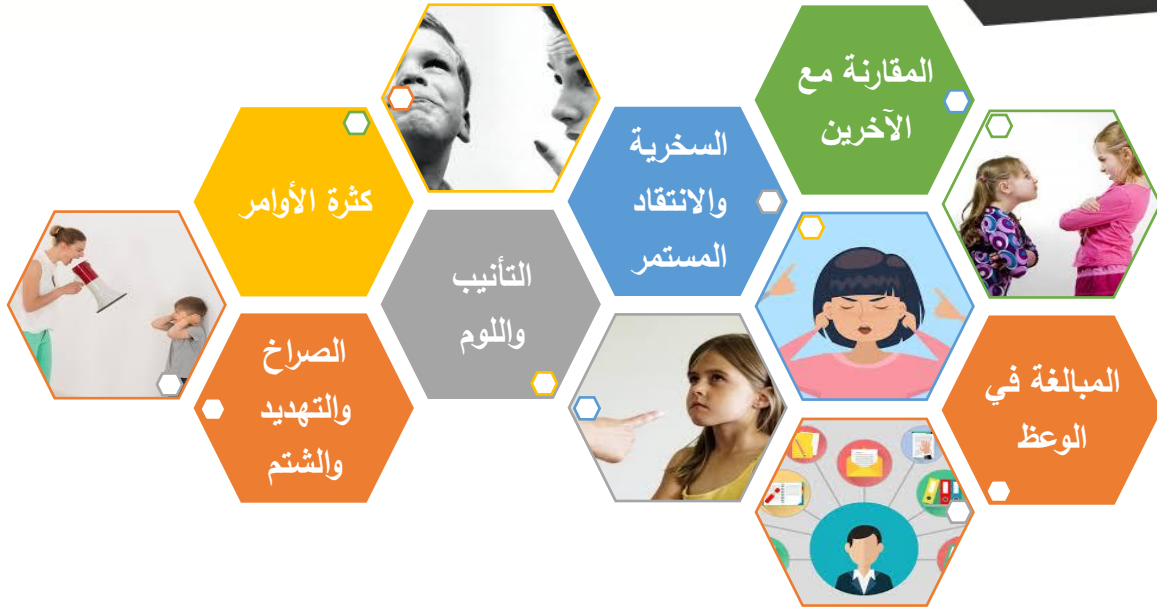 المقارنة مع
الآخرين
السخرية
والانتقاد
المستمر
كثرة الأوامر
التأنيب
واللوم
الصراخ
والتهديد
والشتم
المبالغة في
الوعظ